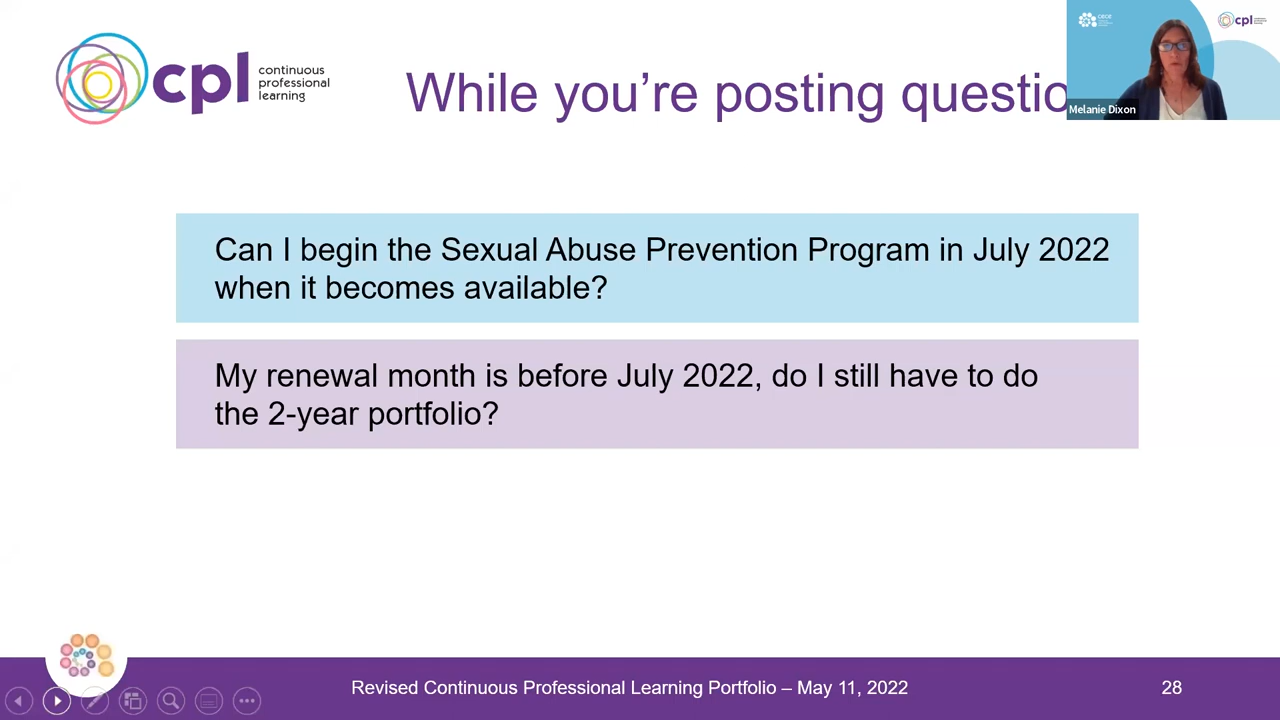 cpl
continuous
professional
learning
While you're posting questio
CECE
cpl
Melanie Dixon
Can I begin the Sexual Abuse Prevention Program in July 2022
when it becomes available?
My renewal month is before July 2022, do I still have to do
the 2-year portfolio?
Revised Continuous Professional Learning Portfolio – May 11, 2022
28